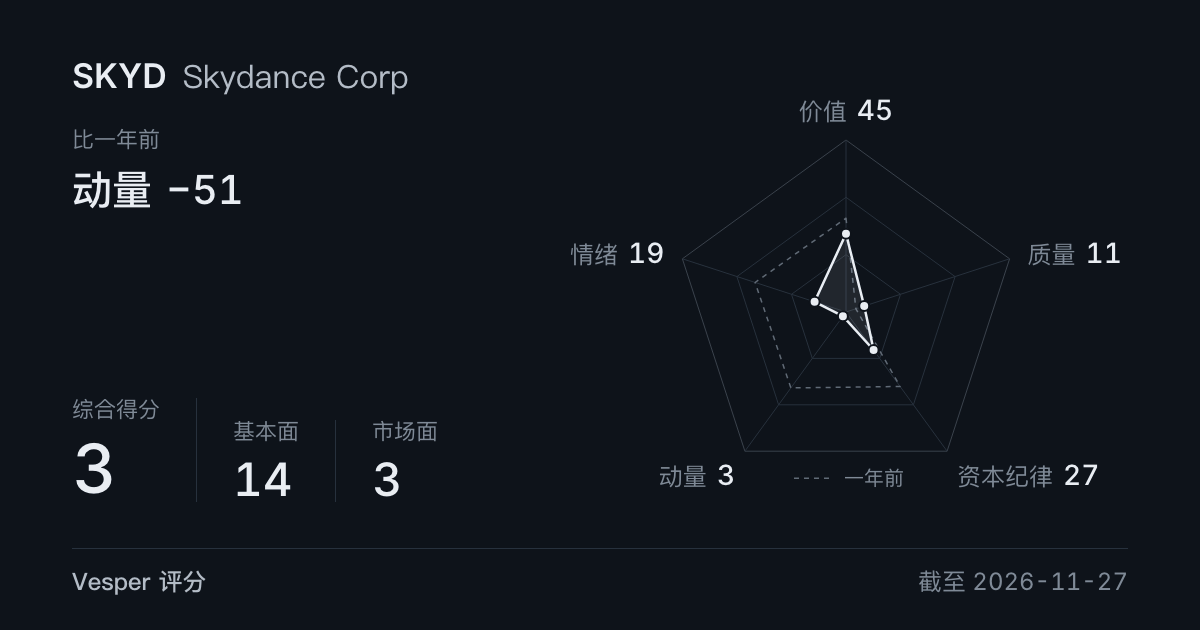 SKYD Skydance Corp
比一年前
动量 −51
价值 45
情绪 19
质量 11
综合得分
3
基本面
14
市场面
3
动量 3
一年前
资本纪律 27
Vesper 评分
截至 2026-11-27